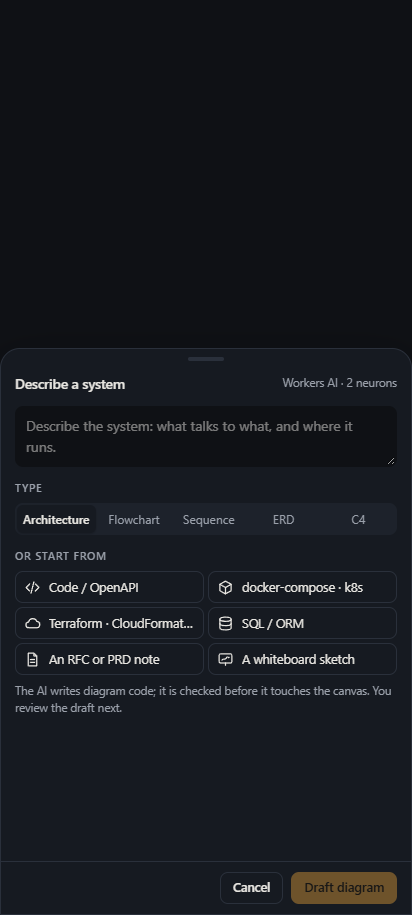 Describe a system
Workers AI · 2 neurons
Describe the system: what talks to what, and where it
runs.
TYPE
Architecture Flowchart Sequence ERD C4
OR START FROM
Code / OpenAPI
docker-compose · k8s
Terraform · CloudFormat...
SQL / ORM
An RFC or PRD note
A whiteboard sketch
The AI writes diagram code; it is checked before it touches the canvas. You
review the draft next.
Cancel
Draft diagram